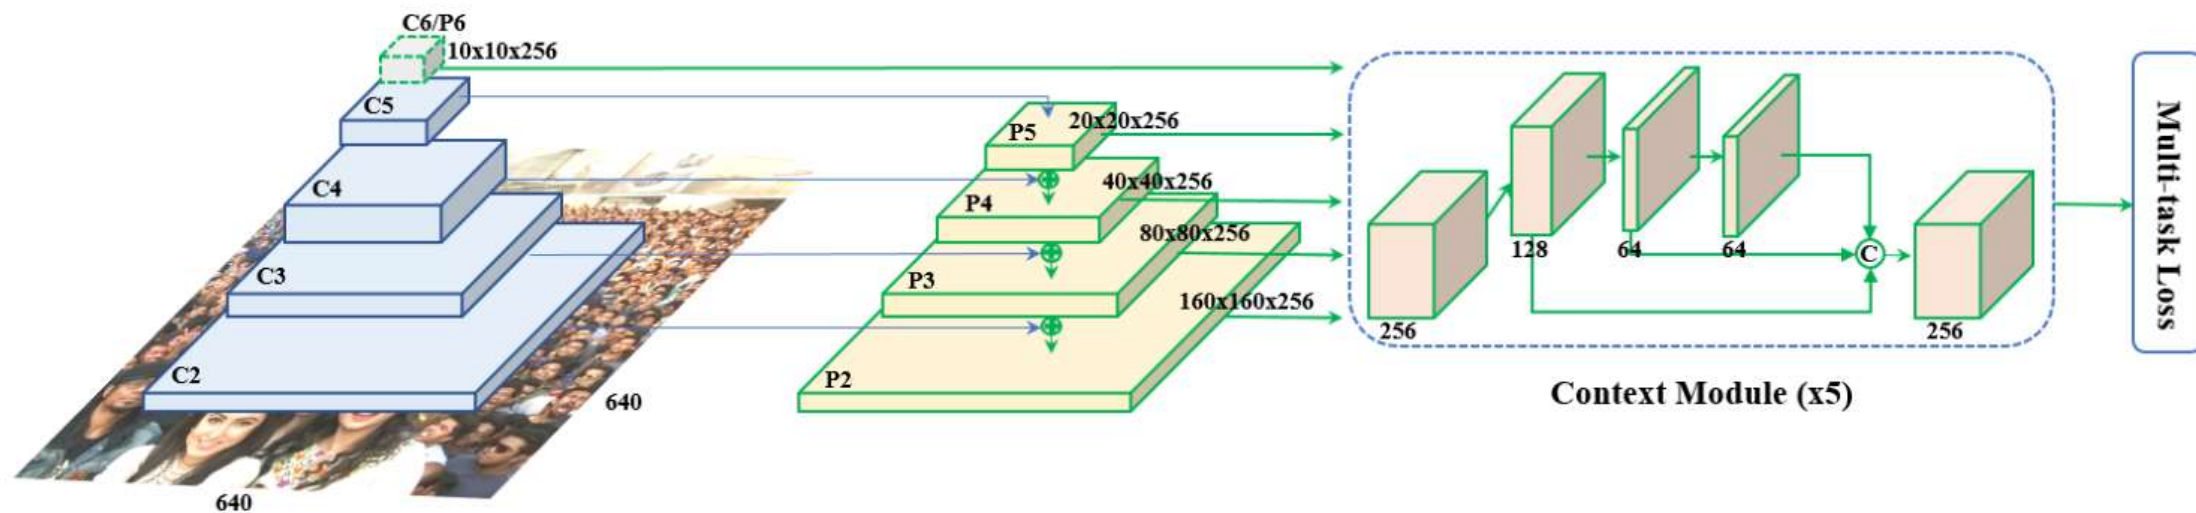 C6/P6
10x10x256
C5
C4
C3
C2
640
640
P5
20x20x256
P4
40x40x256
P3
80x80x256
P2
160x160x256
256
128
64
64
C
256
Context Module (x5)
Multi-task Loss